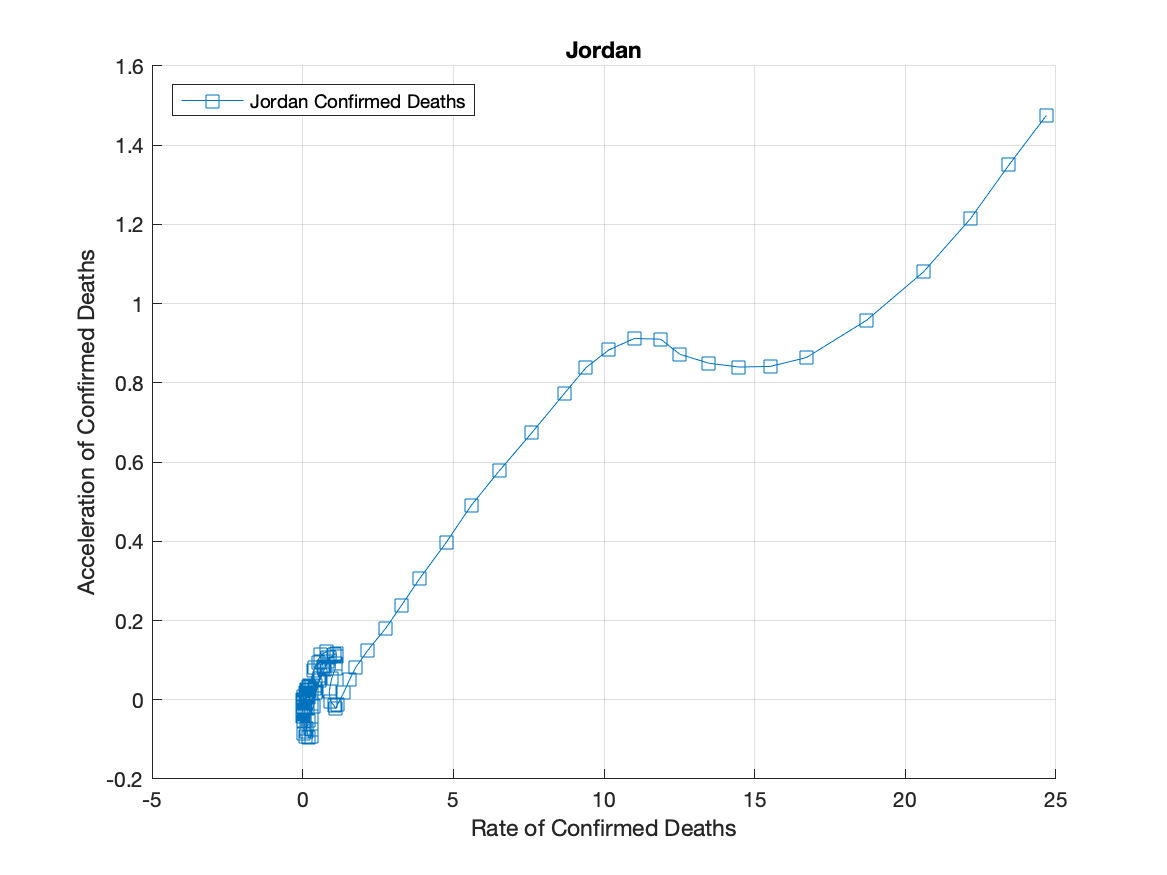 Jordan
Jordan Confirmed Deaths
1.6
1.4
1.2
1
0.8
0.6
0.4
0.2
0
-0.2
Acceleration of Confirmed Deaths
-5 0 5 10 15 20 25
Rate of Confirmed Deaths